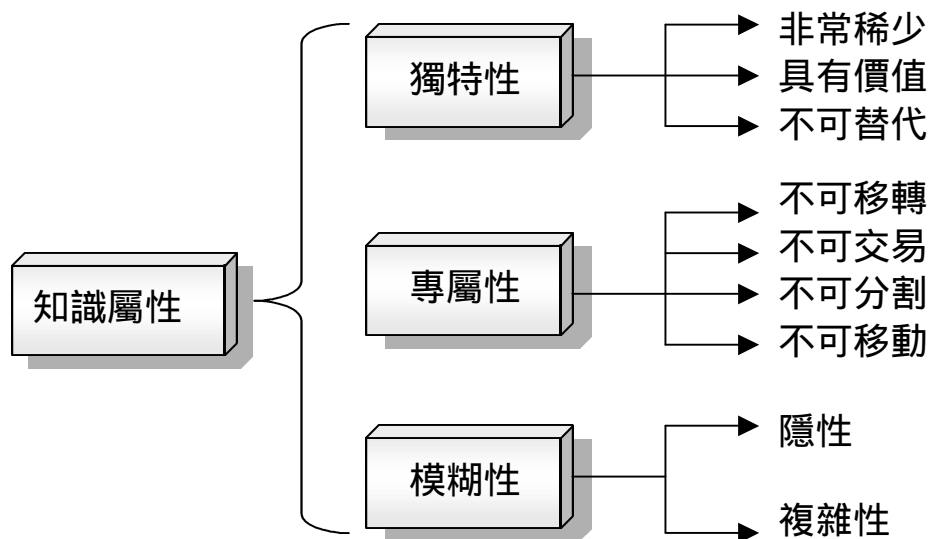 知識屬性
獨特性
非常稀少
具有價值
不可替代
專屬性
不可移轉
不可交易
不可分割
不可移動
模糊性
隱性
複雜性